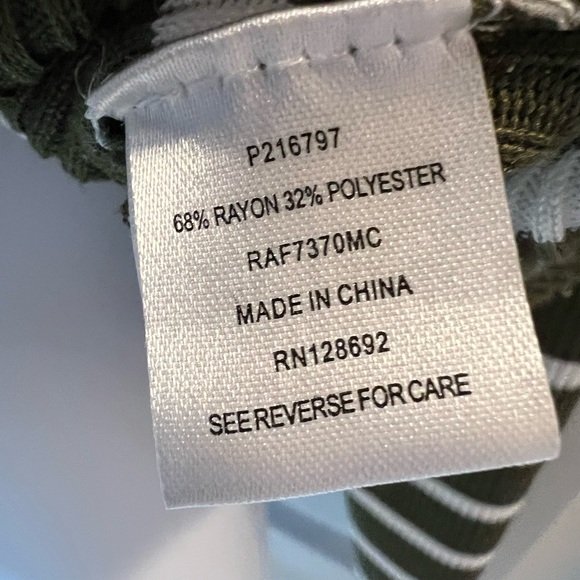 P216797
68% RAYON 32% POLYESTER
RAF7370MC
MADE IN CHINA
RN128692
SEE REVERSE FOR CARE